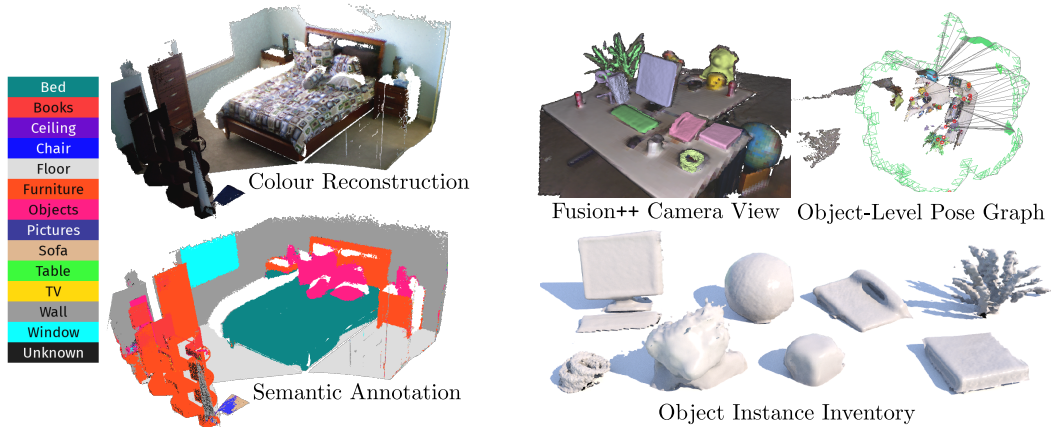 Bed
Books
Ceiling
Chair
Floor
Furniture
Objects
Pictures
Sofa
Table
TV
Wall
Window
Unknown
Colour Reconstruction
Semantic Annotation
Fusion++ Camera View
Object-Level Pose Graph
Object Instance Inventory